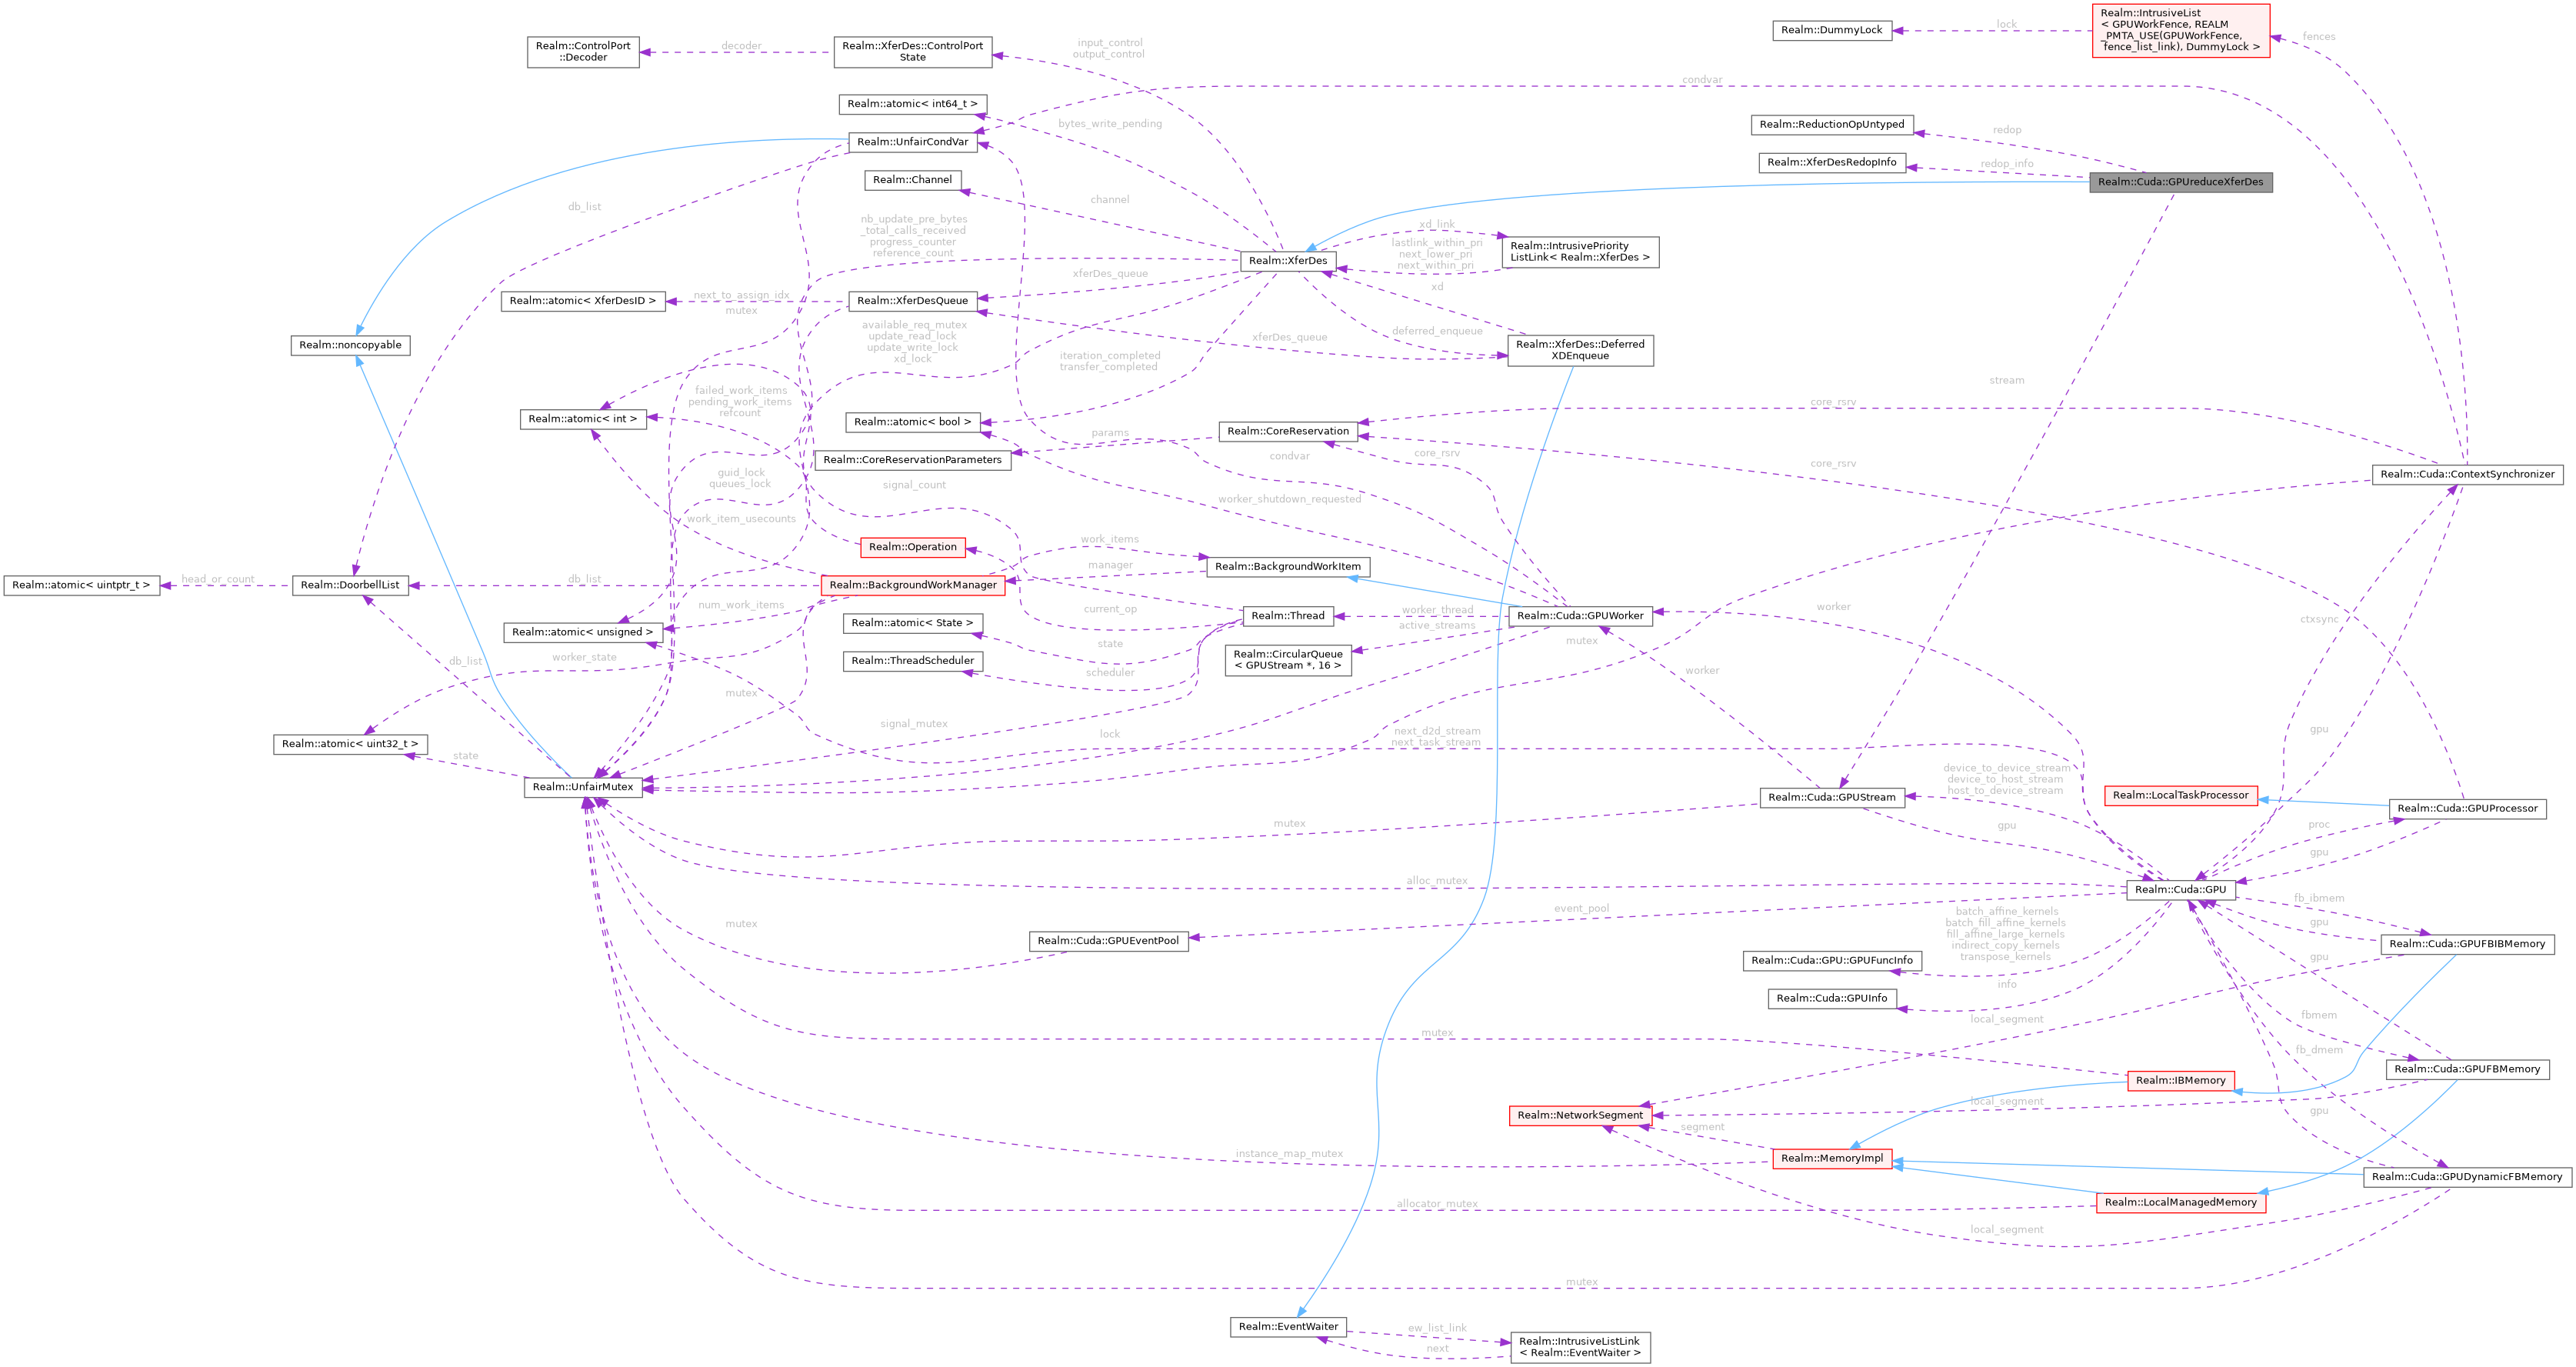 Realm::IntrusiveList
< GPUWorkFence, REALM
_PMTA_USE(GPUWorkFence,
fence_list_link), DummyLock >
lock
fences
Realm::DummyLock
input_control
output_control
Realm::XferDes::ControlPort
State
decoder
Realm::ControlPort
::Decoder
condvar
Realm::atomic< int64_t >
bytes_write_pending
Realm::ReductionOpUntyped
redop
Realm::UnfairCondVar
Realm::XferDesRedopInfo
redop_info
Realm::Channel
channel
Realm::Cuda::GPUreduceXferDes
db_list
nb_update_pre_bytes
_total_calls_received
progress_counter
reference_count
xd_link
lastlink_within_pri
next_lower_pri
next_within_pri
Realm::IntrusivePriority
ListLink< Realm::XferDes >
Realm::XferDes
xferDes_queue
xd
Realm::atomic< XferDesID >
next_to_assign_idx
mutex
Realm::XferDesQueue
available_req_mutex
update_read_lock
update_write_lock
xd_lock
xferDes_queue
deferred_enqueue
Realm::XferDes::Deferred
XDEnqueue
Realm::noncopyable
iteration_completed
transfer_completed
stream
failed_work_items
pending_work_items
refcount
Realm::atomic< int >
Realm::atomic< bool >
core_rsrv
Realm::CoreReservation
params
Realm::CoreReservationParameters
condvar
core_rsrv
core_rsrv
Realm::Cuda::ContextSynchronizer
guid_lock
queues_lock
signal_count
worker_shutdown_requested
work_item_usecounts
Realm::Operation
work_items
manager
Realm::BackgroundWorkItem
Realm::atomic< uintptr_t >
head_or_count
Realm::DoorbellList
db_list
Realm::BackgroundWorkManager
num_work_items
current_op
Realm::atomic< State >
Realm::Thread
worker_thread
active_streams
Realm::Cuda::GPUWorker
worker
ctxsync
Realm::atomic< unsigned >
state
Realm::ThreadScheduler
scheduler
Realm::CircularQueue
< GPUStream *, 16 >
mutex
worker
db_list
worker_state
mutex
signal_mutex
lock
next_d2d_stream
next_task_stream
gpu
Realm::atomic< uint32_t >
state
Realm::UnfairMutex
device_to_device_stream
device_to_host_stream
host_to_device_stream
Realm::Cuda::GPUStream
Realm::LocalTaskProcessor
Realm::Cuda::GPUProcessor
mutex
gpu
proc
gpu
alloc_mutex
Realm::Cuda::GPU
event_pool
fb_ibmem
mutex
Realm::Cuda::GPUEventPool
batch_affine_kernels
batch_fill_affine_kernels
fill_affine_large_kernels
indirect_copy_kernels
transpose_kernels
gpu
Realm::Cuda::GPUFBIBMemory
Realm::Cuda::GPU::GPUFuncInfo
gpu
info
Realm::Cuda::GPUInfo
local_segment
fbmem
mutex
fb_dmem
Realm::Cuda::GPUFBMemory
Realm::IBMemory
local_segment
gpu
Realm::NetworkSegment
segment
instance_map_mutex
Realm::MemoryImpl
Realm::Cuda::GPUDynamicFBMemory
allocator_mutex
Realm::LocalManagedMemory
local_segment
mutex
Realm::EventWaiter
ew_list_link
next
Realm::IntrusiveListLink
< Realm::EventWaiter >